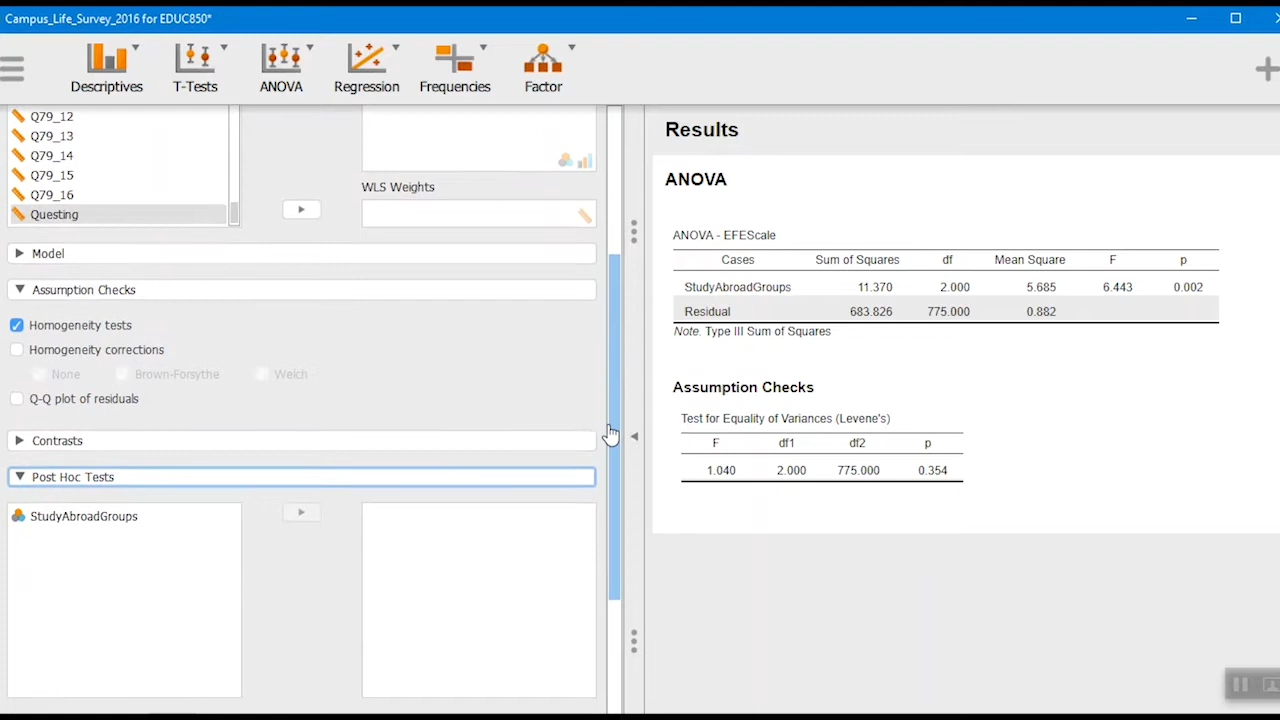 Campus_Life_Survey_2016 for EDUC850*
Descriptives T-Tests ANOVA Regression Frequencies Factor
Q79_12
Q79_13
Q79_14
Q79_15
Q79_16
Questing
WLS Weights
Model
Assumption Checks
Homogeneity tests
Homogeneity corrections
None Brown-Forsythe Welch
Q-Q plot of residuals
Contrasts
Post Hoc Tests
StudyAbroadGroups
Results
ANOVA
ANOVA - EFEScale
Cases Sum of Squares df Mean Square F p
StudyAbroadGroups 11.370 2.000 5.685 6.443 0.002
Residual 683.826 775.000 0.882
Note. Type III Sum of Squares
Assumption Checks
Test for Equality of Variances (Levene's)
F df1 df2 p
1.040 2.000 775.000 0.354